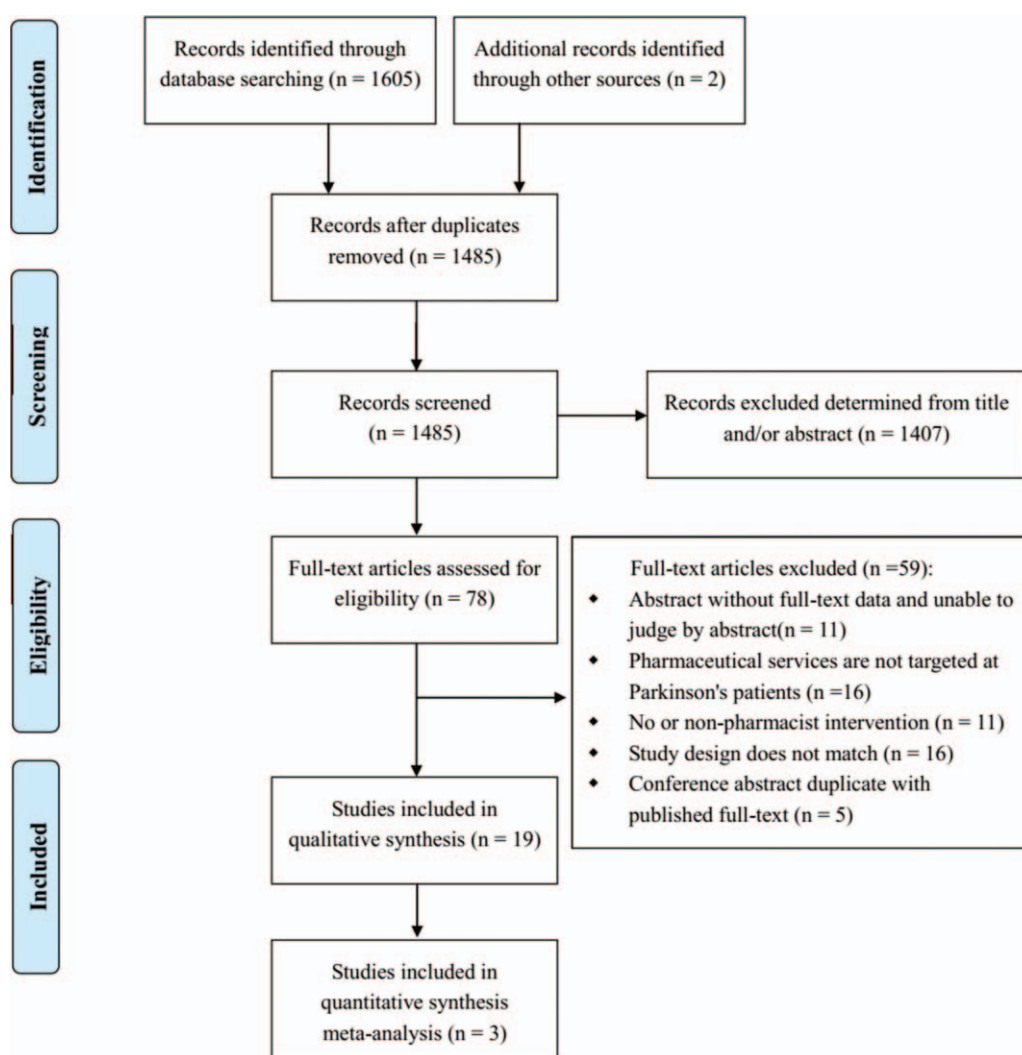 Identification
Records identified through
database searching (n = 1605)
Additional records identified
through other sources (n = 2)
Records after duplicates
removed (n = 1485)
Screening
Records screened
(n = 1485)
Records excluded determined from title
and/or abstract (n = 1407)
Eligibility
Full-text articles assessed for
eligibility (n = 78)
Full-text articles excluded (n =59):
◆ Abstract without full-text data and unable to
judge by abstract(n = 11)
◆ Pharmaceutical services are not targeted at
Parkinson's patients (n =16)
◆ No or non-pharmacist intervention (n = 11)
◆ Study design does not match (n = 16)
◆ Conference abstract duplicate with
published full-text (n = 5)
Included
Studies included in
qualitative synthesis (n = 19)
Studies included in
quantitative synthesis
meta-analysis (n = 3)